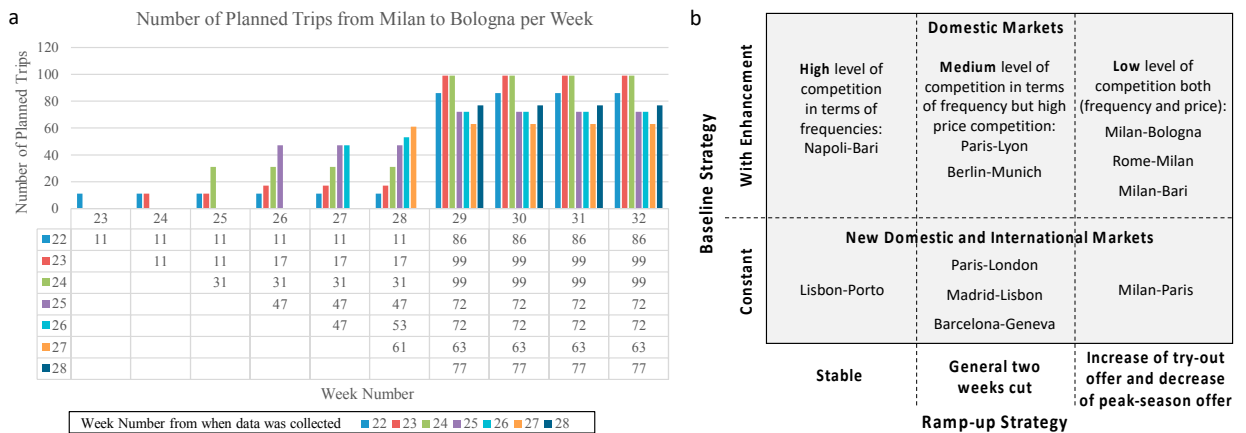 a
Number of Planned Trips from Milan to Bologna per Week
Number of Planned Trips
120
100
80
60
40
20
0
23 24 25 26 27 28 29 30 31 32
22 11 11 11 11 11 11 86 86 86 86
23 11 11 17 17 17 99 99 99 99
24 31 31 31 31 99 99 99 99
25 47 47 47 72 72 72 72
26 47 53 72 72 72 72
27 61 63 63 63 63
28 77 77 77 77
Week Number
Week Number from when data was collected 22 23 24 25 26 27 28
b
Baseline Strategy
With Enhancement
Constant
Domestic Markets
High level of
competition
in terms of
frequencies:
Napoli-Bari
Medium level of
competition in terms
of frequency but high
price competition:
Paris-Lyon
Berlin-Munich
Low level of
competition both
(frequency and price):
Milan-Bologna
Rome-Milan
Milan-Bari
New Domestic and International Markets
Lisbon-Porto
Paris-London
Madrid-Lisbon
Barcelona-Geneva
Milan-Paris
Stable
General two
weeks cut
Increase of try-out
offer and decrease
of peak-season offer
Ramp-up Strategy